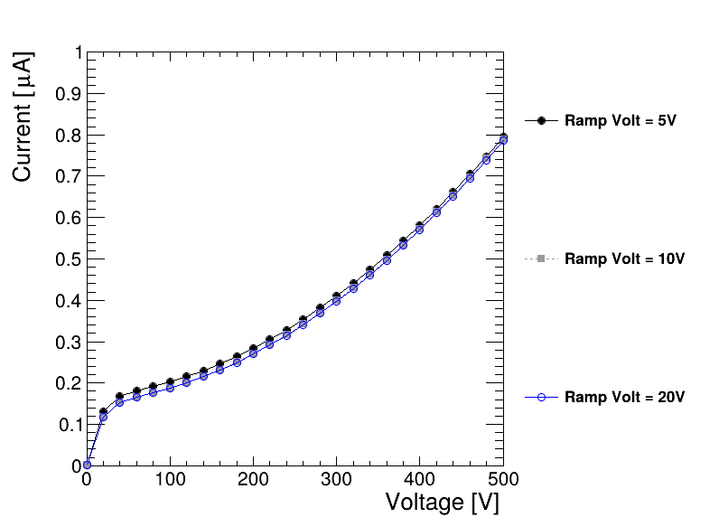 Current [μA]
1
0.9
0.8
0.7
0.6
0.5
0.4
0.3
0.2
0.1
0
0 100 200 300 400 500
Voltage [V]
Ramp Volt = 5V
Ramp Volt = 10V
Ramp Volt = 20V